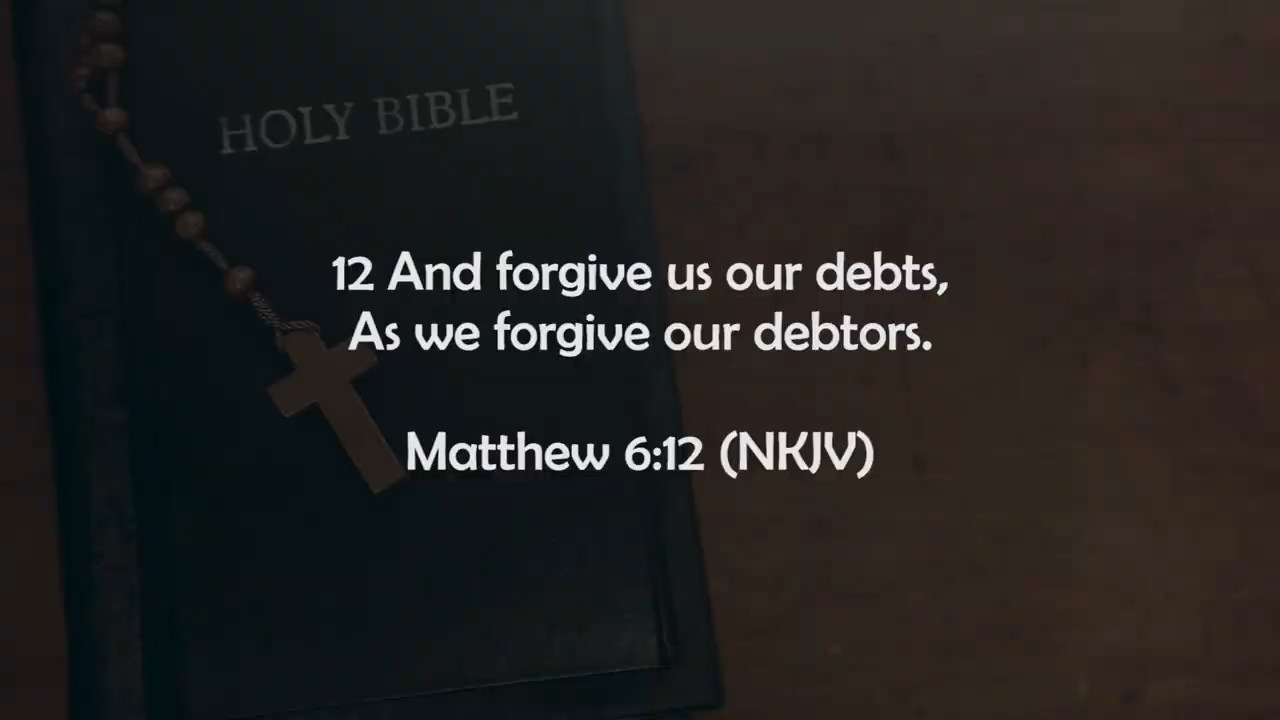 HOLY BIBLE
12 And forgive us our debts,
As we forgive our debtors.
Matthew 6:12 (NKJV)